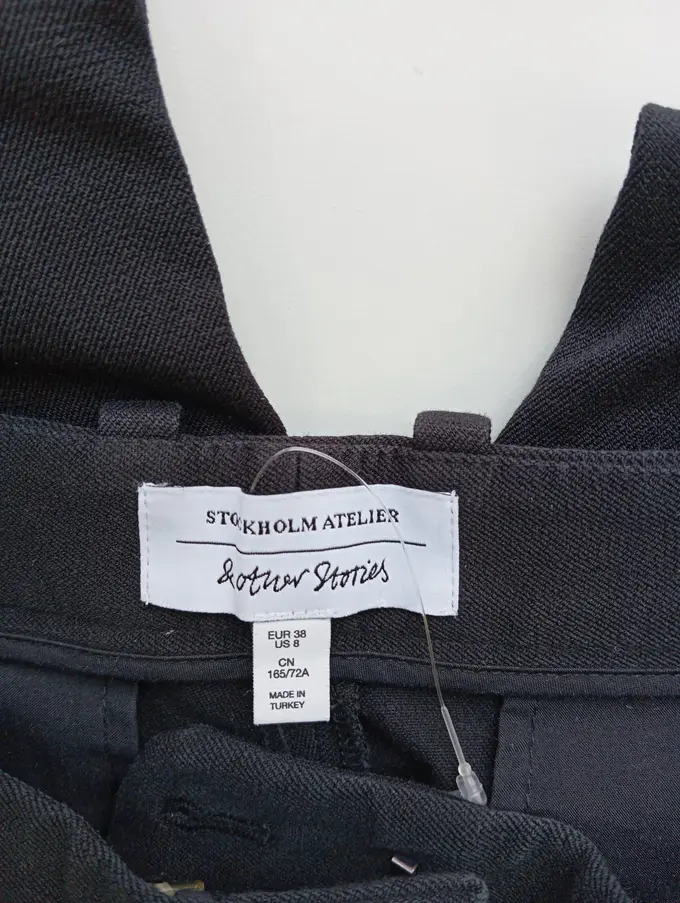 STOCKHOLM ATELIER
& other Stories
EUR 38
US 8
CN
165/72A
MADE IN
TURKEY